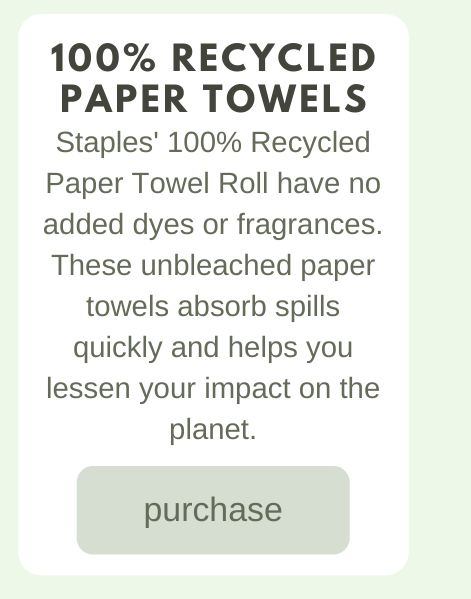 100% RECYCLED
PAPER TOWELS
Staples' 100% Recycled
Paper Towel Roll have no
added dyes or fragrances.
These unbleached paper
towels absorb spills
quickly and helps you
lessen your impact on the
planet.
purchase